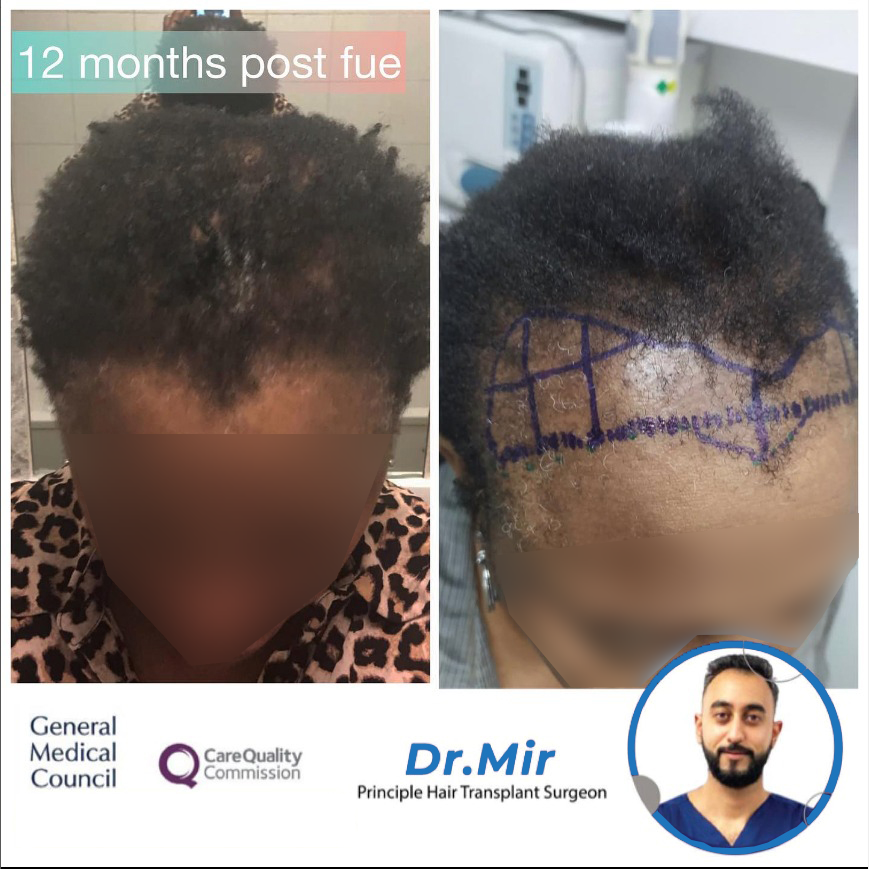 12 months post fue
General
Medical
Council
CareQuality
Commission
Dr.Mir
Principle Hair Transplant Surgeon